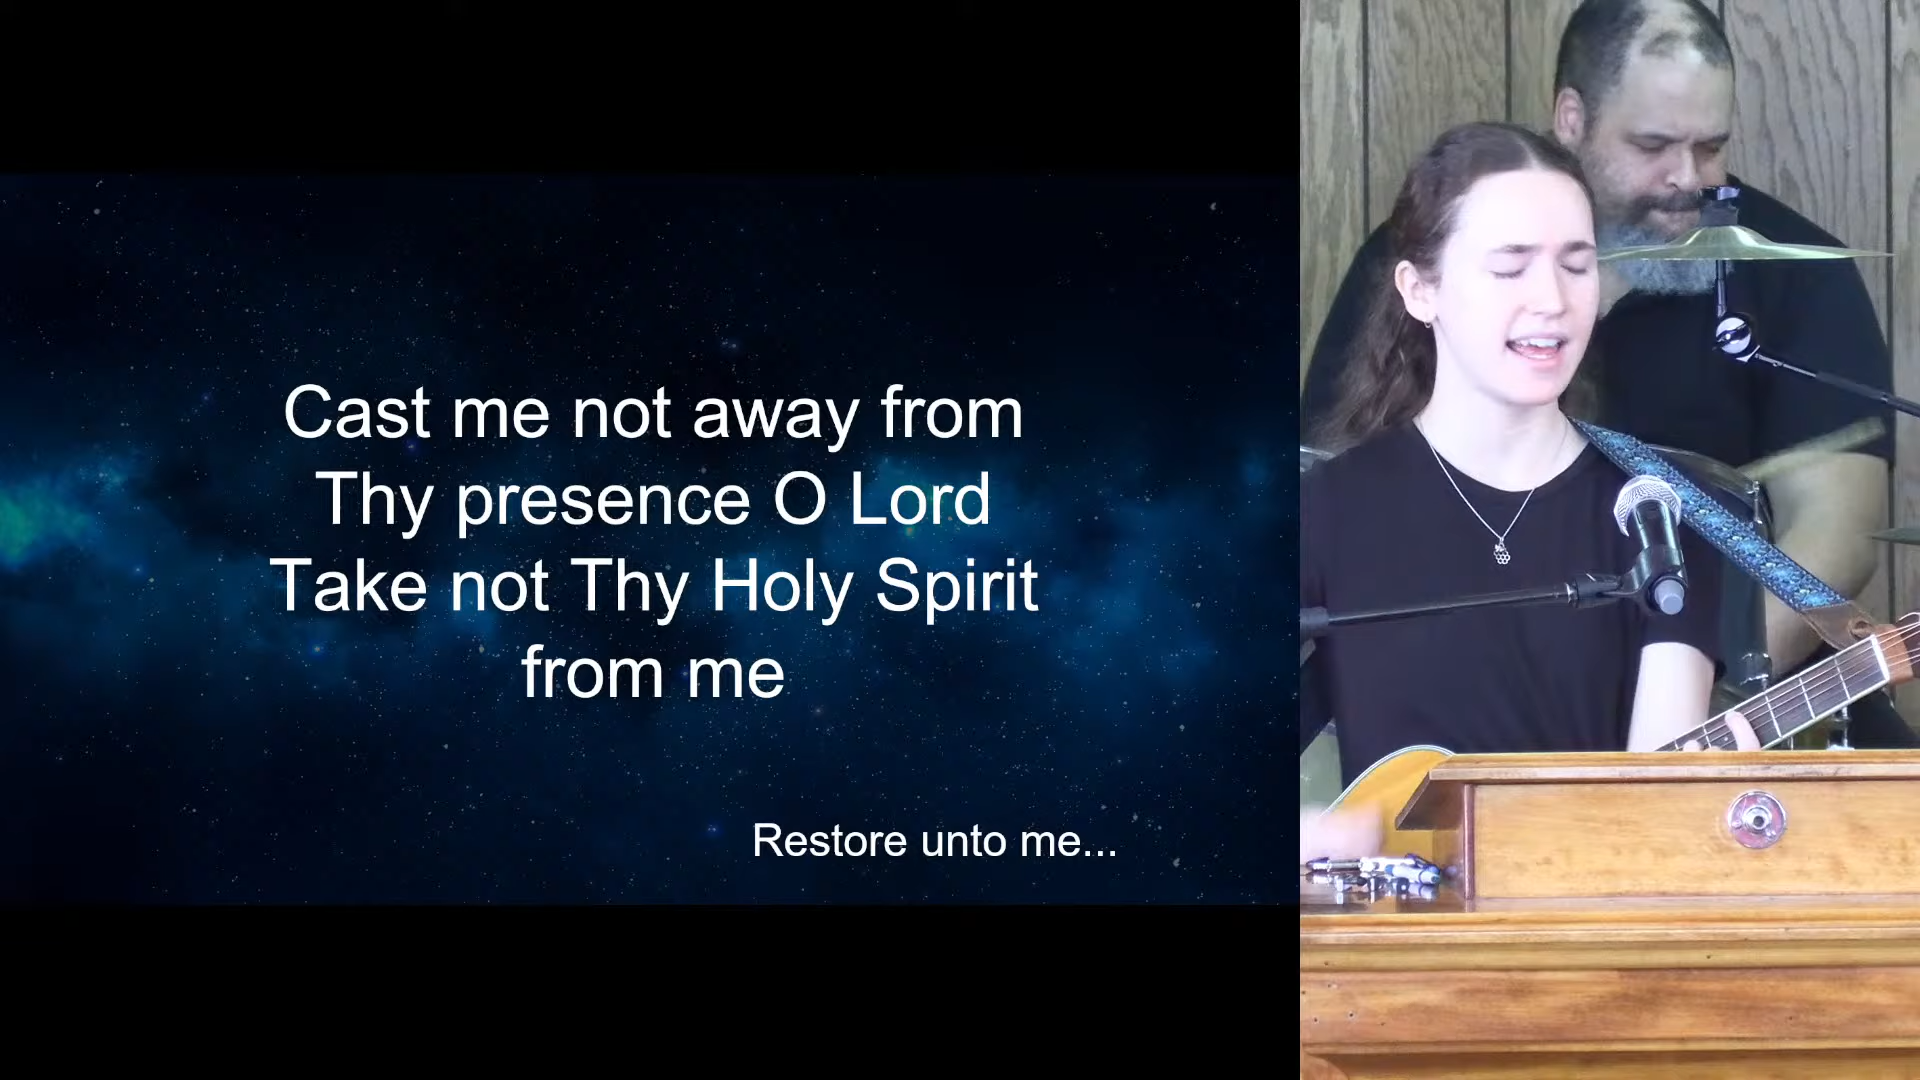 Cast me not away from
Thy presence O Lord
Take not Thy Holy Spirit
from me
Restore unto me...